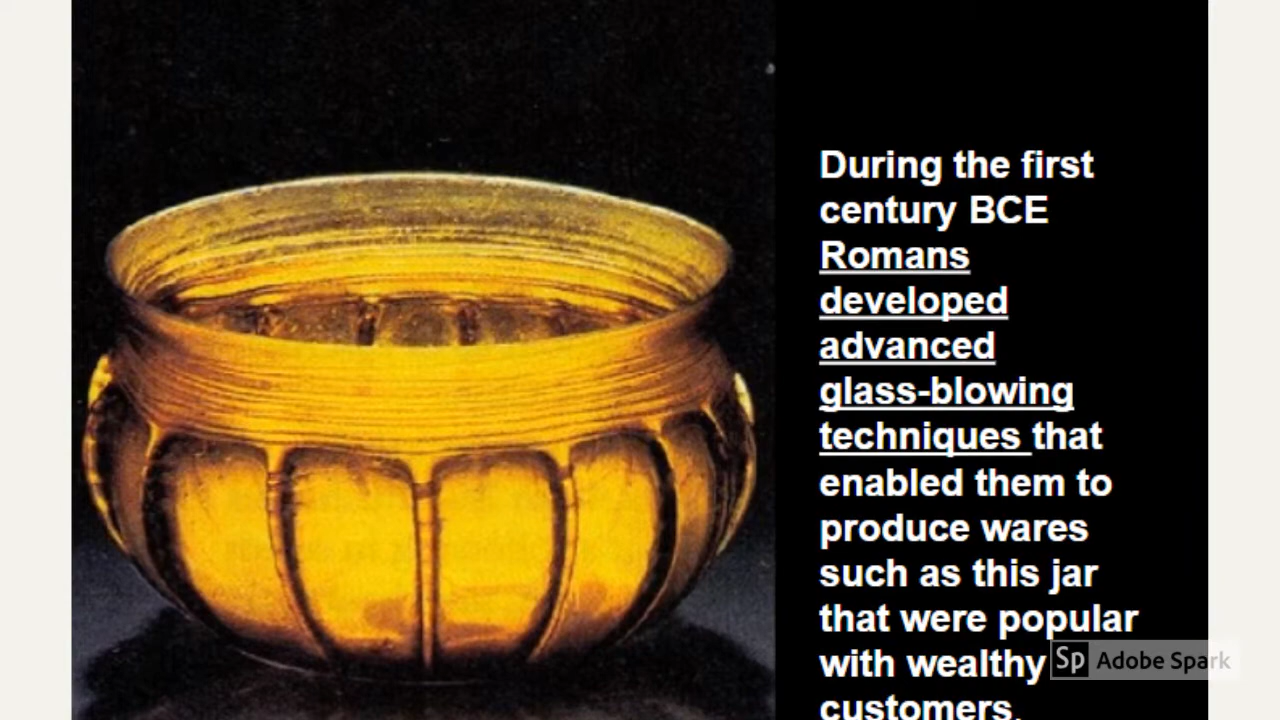 During the first
century BCE
Romans
developed
advanced
glass-blowing
techniques that
enabled them to
produce wares
such as this jar
that were popular
with wealthy
customers.
Sp Adobe Spark